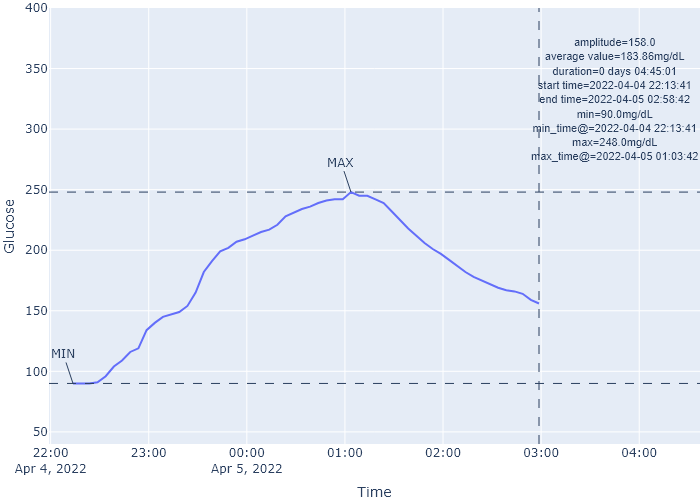 400
amplitude=158.0
average value=183.86mg/dL
duration=0 days 04:45:01
start time=2022-04-04 22:13:41
end time=2022-04-05 02:58:42
min=90.0mg/dL
min_time@=2022-04-04 22:13:41
max=248.0mg/dL
max_time@=2022-04-05 01:03:42
350
300
250
200
150
100
50
Glucose
MAX
MIN
22:00 23:00 00:00 01:00 02:00 03:00 04:00
Apr 4, 2022 Apr 5, 2022
Time